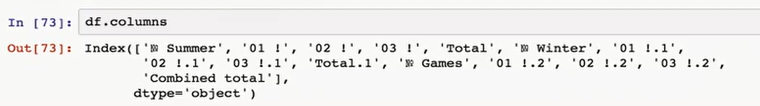 In [73]: df.columns
Out[73]: Index(['№ Summer', '01 !', '02 !', '03 !', 'Total', '№ Winter', '01 !.1',
'02 !.1', '03 !.1', 'Total.1', '№ Games', '01 !.2', '02 !.2', '03 !.2',
'Combined total'],
dtype='object')